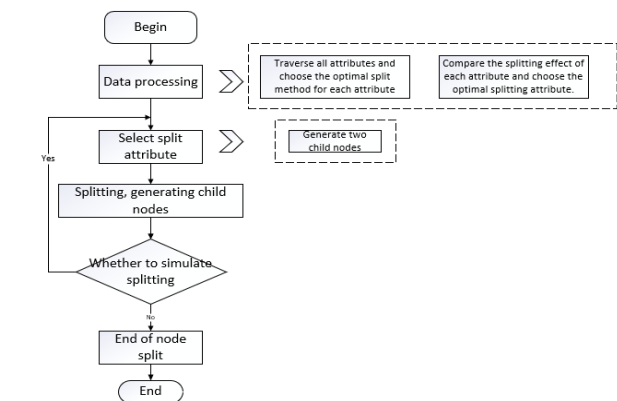 Begin
Data processing
Traverse all attributes and
choose the optimal split
method for each attribute
Compare the splitting effect of
each attribute and choose the
optimal splitting attribute.
Select split
attribute
Generate two
child nodes
Yes
Splitting, generating child
nodes
Whether to simulate
splitting
No
End of node
split
End